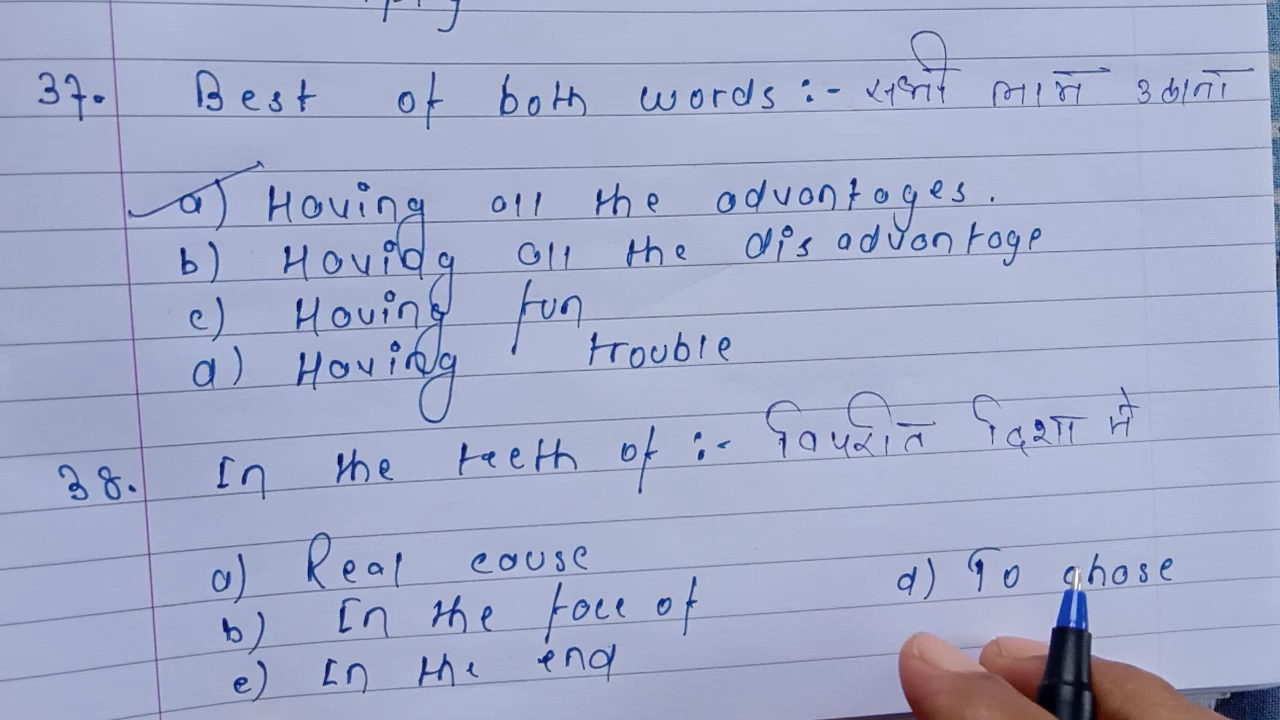 37. Best of both words :- सभी लाभ उठाना
a) Having all the advantages.
b) Having all the disadvantage
c) Having fun
d) Having trouble
38. In the teeth of :- विपरीत दिशा में
a) Real cause
b) In the face of
c) In the end
d) To chase